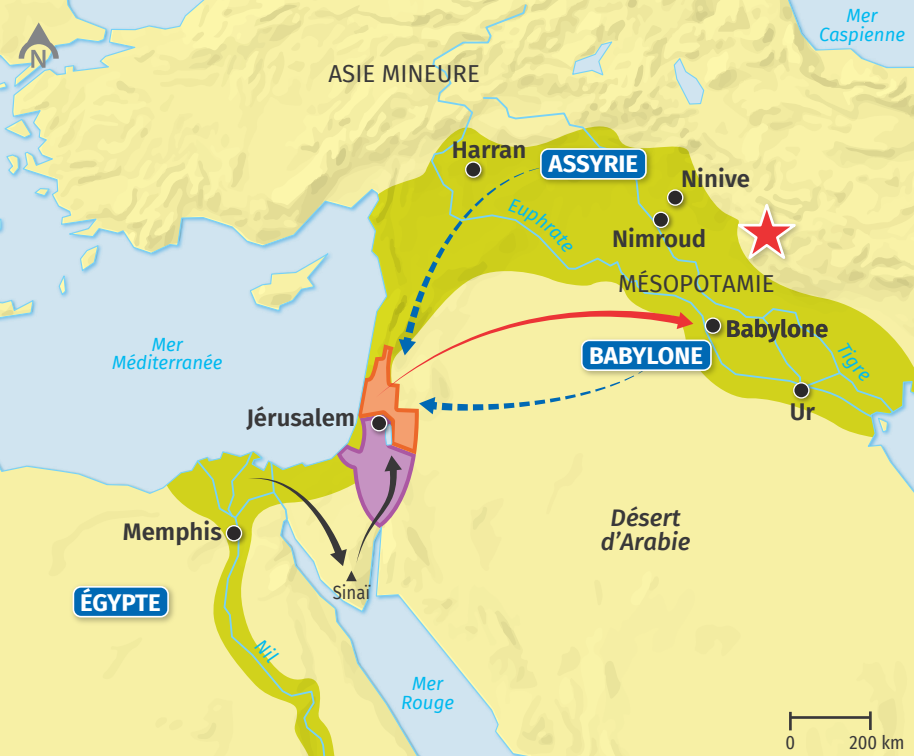 Mer
Caspienne
N
ASIE MINEURE
Harran
ASSYRIE
Ninive
Euphrate
Nimroud
MÉSOPOTAMIE
Mer
Méditerranée
Babylone
BABYLONE
Tigre
Jérusalem
Ur
Memphis
Désert
d'Arabie
Sinaï
ÉGYPTE
Nil
Mer
Rouge
0 200 km